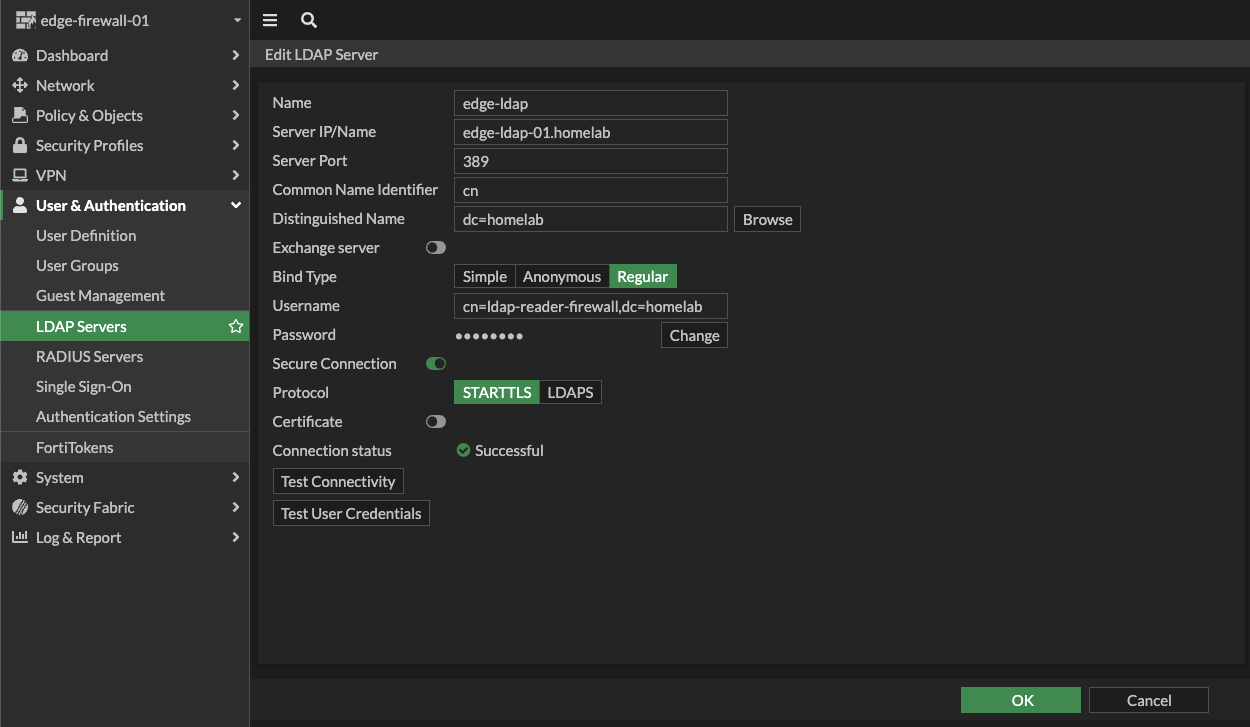 edge-firewall-01
Dashboard
Network
Policy & Objects
Security Profiles
VPN
User & Authentication
User Definition
User Groups
Guest Management
LDAP Servers
RADIUS Servers
Single Sign-On
Authentication Settings
FortiTokens
System
Security Fabric
Log & Report
Edit LDAP Server
Name edge-ldap
Server IP/Name edge-ldap-01.homelab
Server Port 389
Common Name Identifier cn
Distinguished Name dc=homelab Browse
Exchange server
Bind Type Simple Anonymous Regular
Username cn=ldap-reader-firewall,dc=homelab
Password ●●●●●●●● Change
Secure Connection
Protocol STARTTLS LDAPS
Certificate
Connection status Successful
Test Connectivity
Test User Credentials
OK Cancel